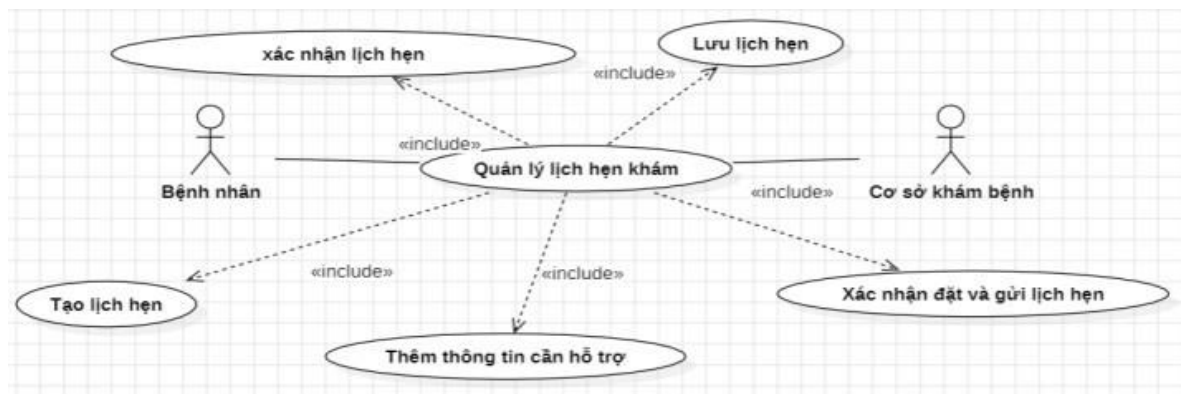 xác nhận lịch hẹn
Lưu lịch hẹn
«include»
«include»
Quản lý lịch hẹn khám
Bệnh nhân
«include»
Cơ sở khám bệnh
«include»
«include»
Tạo lịch hẹn
Xác nhận đặt và gửi lịch hẹn
Thêm thông tin cần hỗ trợ